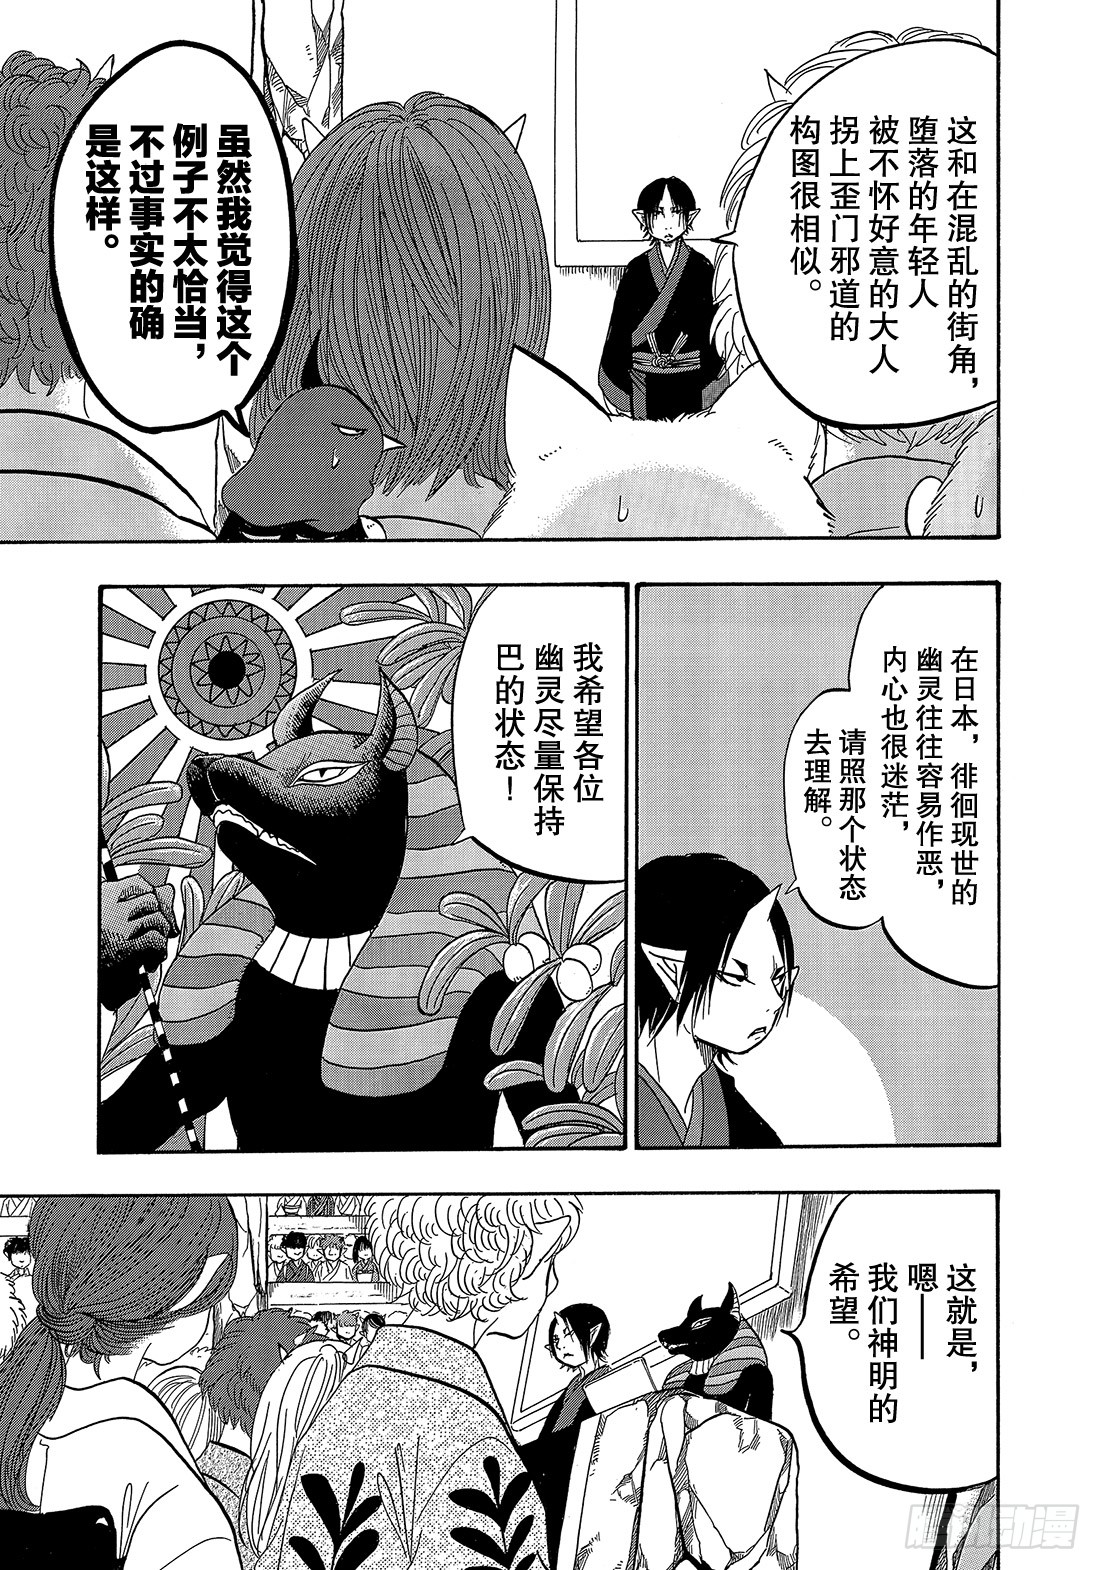 这和在混乱的街角，
堕落的年轻人
被不怀好意的大人
拐上歪门邪道的
构图很相似。
虽然我觉得这个
例子不太恰当，
不过事实的确
是这样。
在日本，徘徊现世的
幽灵往往容易作恶，
内心也很迷茫，
请照那个状态
去理解。
我希望各位
幽灵尽量保持
巴的状态！
这就是，
嗯——
我们神明的
希望。
腾讯动漫